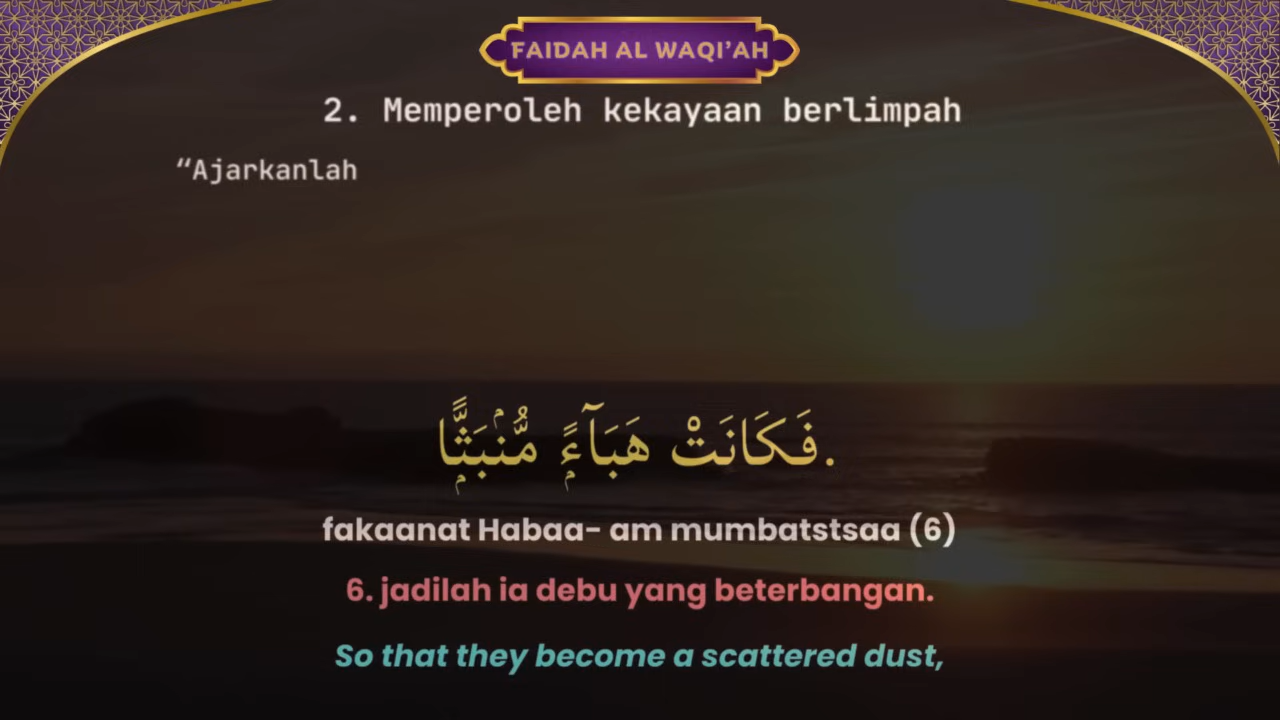 FAIDAH AL WAQI’AH
2. Memperoleh kekayaan berlimpah
“Ajarkanlah
فَكَانَتْ هَبَاۤءً مُّنْۢبَثًّاۙ.
fakaanat Habaa- am mumbatstsaa (6)
6. jadilah ia debu yang beterbangan.
So that they become a scattered dust,